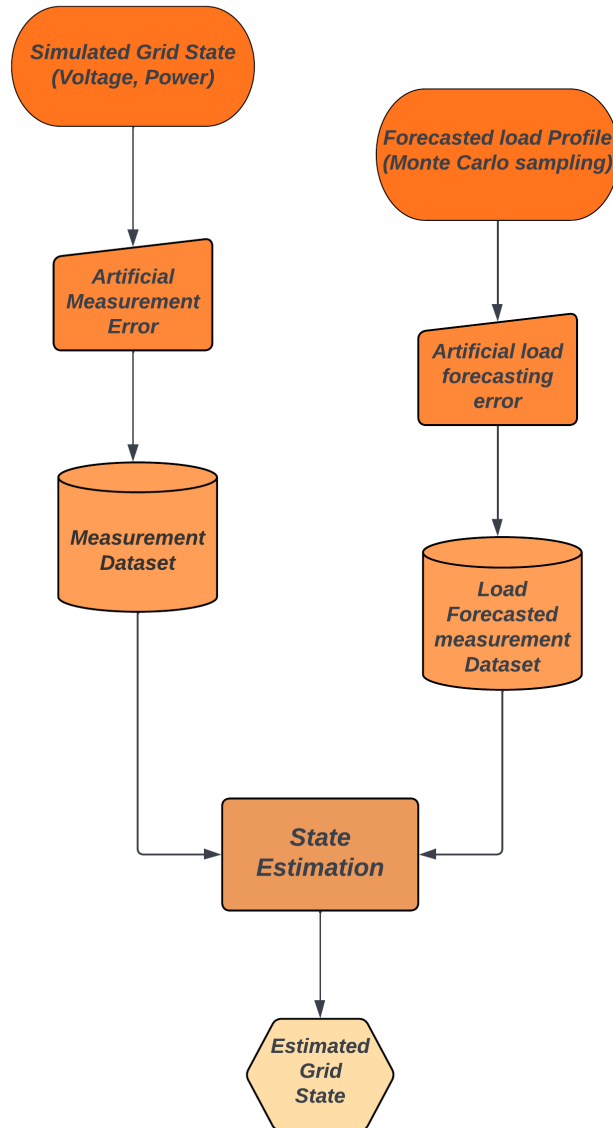 Simulated Grid State
(Voltage, Power)
Forecasted load Profile
(Monte Carlo sampling)
Artificial
Measurement
Error
Artificial load
forecasting
error
Measurement
Dataset
Load
Forecasted
measurement
Dataset
State
Estimation
Estimated
Grid
State